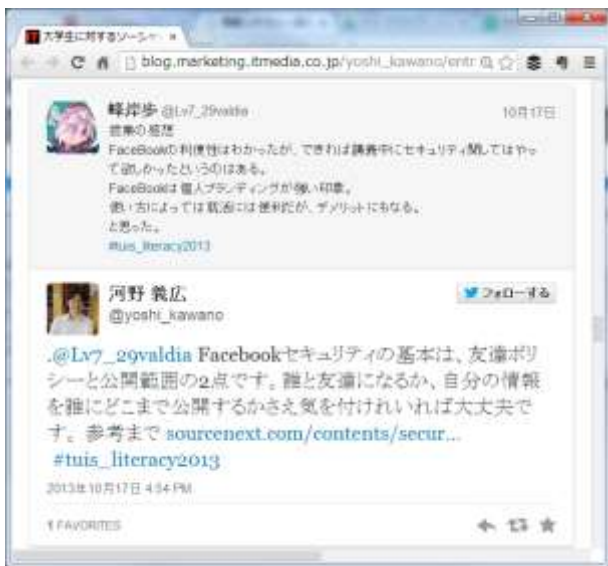 大学生に対するソーシャ
blog.marketing.itmedia.co.jp/yoshi_kawano/entr
峰岸歩 @Lv7_29valdia 10月17日
授業の感想
FaceBookの利便性はわかったが、できれば講義中にセキュリティ関してはやっ
て欲しかったというのはある。
FaceBookは個人ブランディングが強い印象。
使い方によっては就活には便利だが、デメリットにもなる。
と思った。
#tuis_literacy2013
河野 義広
フォローする
@yoshi_kawano
.@Lv7_29valdia Facebookセキュリティの基本は、友達ポリ
シーと公開範囲の2点です。誰と友達になるか、自分の情報
を誰にどこまで公開するかさえ気を付けれいれば大丈夫で
す。参考まで sourcenext.com/contents/secur...
#tuis_literacy2013
2013年10月17日 4:54 PM
1 FAVORITES